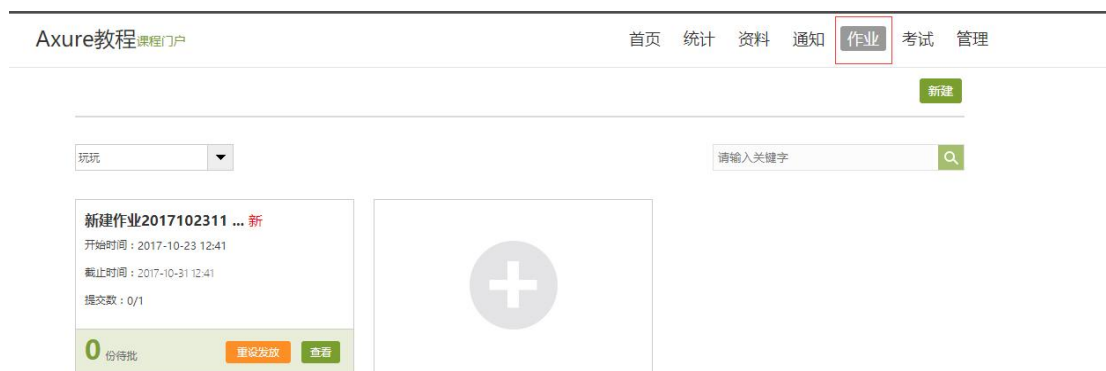 Axure教程课程门户 首页 统计 资料 通知 作业 考试 管理
新建
玩玩 请输入关键字
新建作业2017102311 ... 新
开始时间：2017-10-23 12:41
截止时间：2017-10-31 12:41
提交数：0/1
0 份待批 重设发放 查看